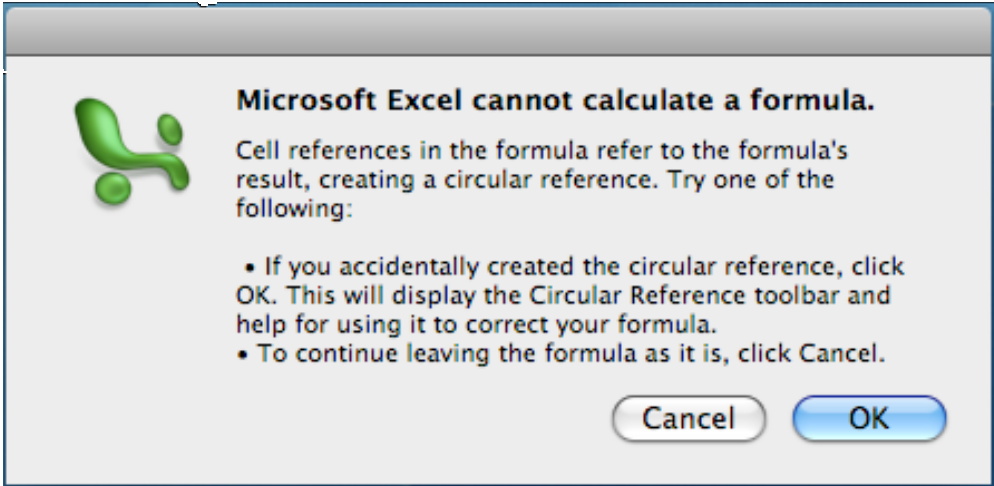 Microsoft Excel cannot calculate a formula.
Cell references in the formula refer to the formula's
result, creating a circular reference. Try one of the
following:
• If you accidentally created the circular reference, click
OK. This will display the Circular Reference toolbar and
help for using it to correct your formula.
• To continue leaving the formula as it is, click Cancel.
Cancel
OK